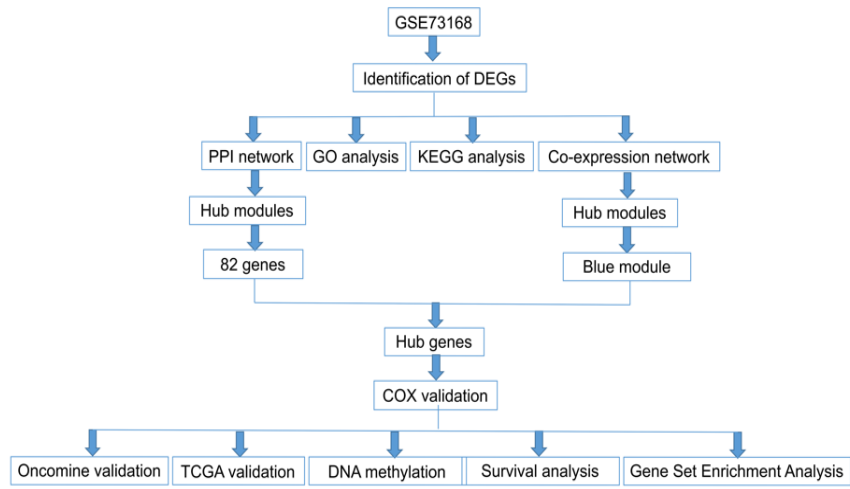 GSE73168
Identification of DEGs
PPI network
GO analysis
KEGG analysis
Co-expression network
Hub modules
Hub modules
82 genes
Blue module
Hub genes
COX validation
Oncomine validation
TCGA validation
DNA methylation
Survival analysis
Gene Set Enrichment Analysis